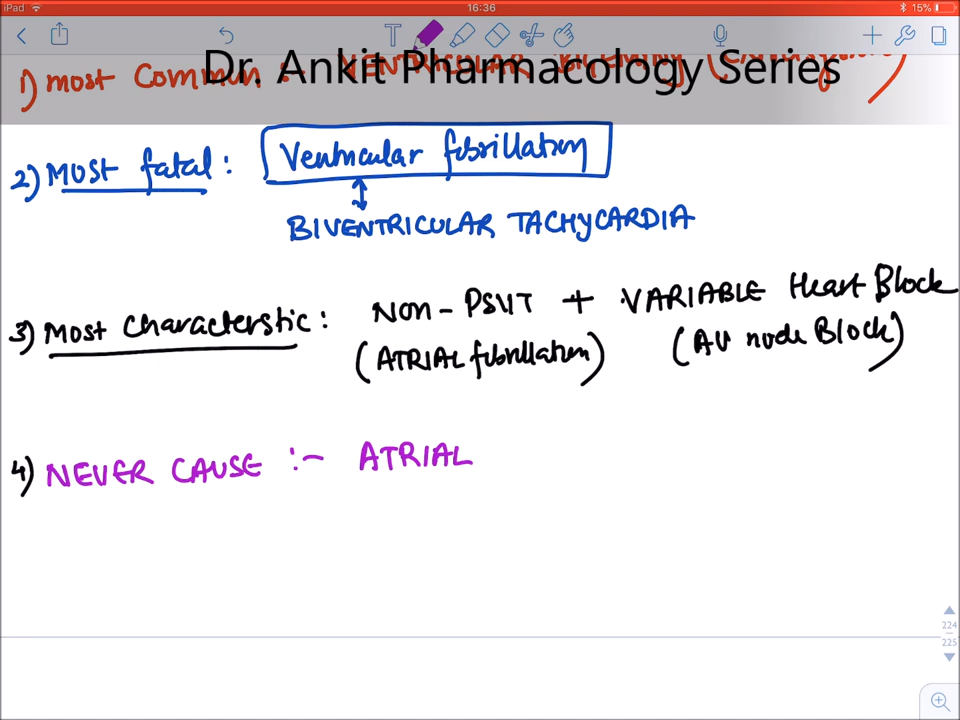 iPad 16:36 15%
Dr. Ankit Pharmacology Series
1) most Common :- VENTRICULAR
2) MOST fatal : Ventricular fibrillation
BIVENTRICULAR TACHYCARDIA
3) MOST Characterstic : NON-PSVT + VARIABLE Heart Block
(ATRIAL fibrillation) (AV node Block)
4) NEVER CAUSE :- ATRIAL
224
225